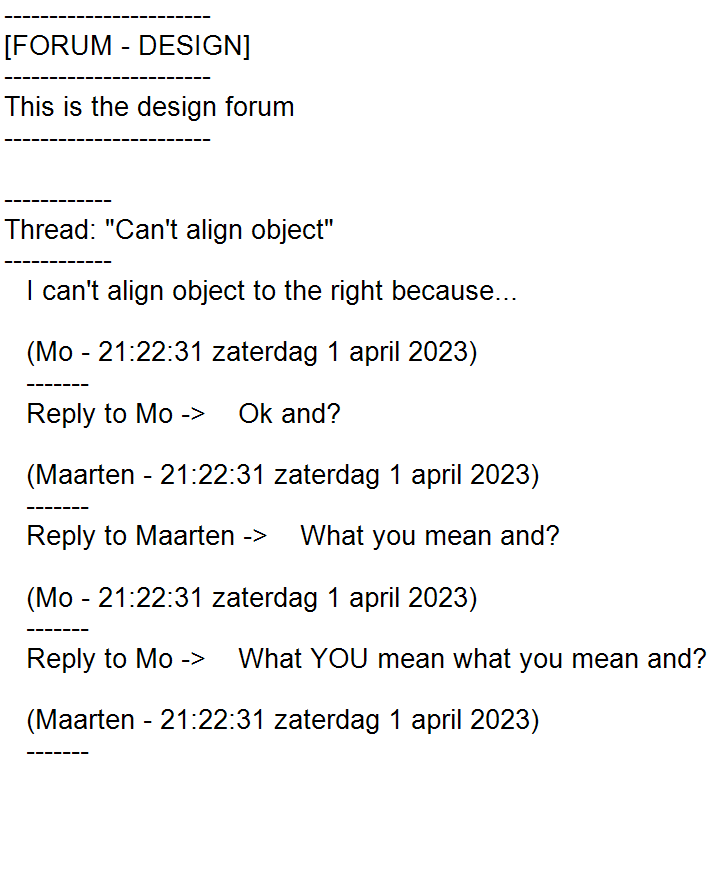 -----------------------
[FORUM - DESIGN]
-----------------------
This is the design forum
-----------------------
------------
Thread: "Can't align object"
------------
I can't align object to the right because...
(Mo - 21:22:31 zaterdag 1 april 2023)
-------
Reply to Mo -> Ok and?
(Maarten - 21:22:31 zaterdag 1 april 2023)
-------
Reply to Maarten -> What you mean and?
(Mo - 21:22:31 zaterdag 1 april 2023)
-------
Reply to Mo -> What YOU mean what you mean and?
(Maarten - 21:22:31 zaterdag 1 april 2023)
-------